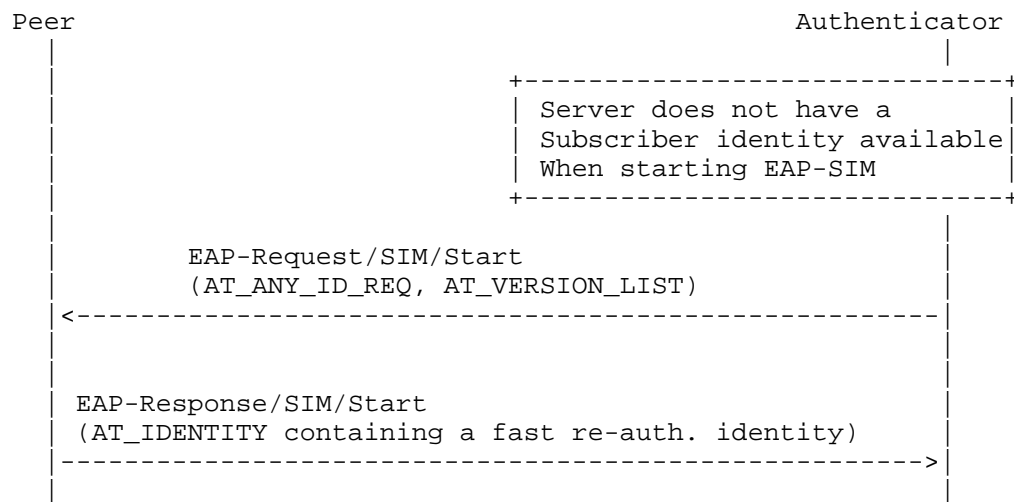 Peer Authenticator
Server does not have a
Subscriber identity available
When starting EAP-SIM
EAP-Request/SIM/Start
(AT_ANY_ID_REQ, AT_VERSION_LIST)
EAP-Response/SIM/Start
(AT_IDENTITY containing a fast re-auth. identity)